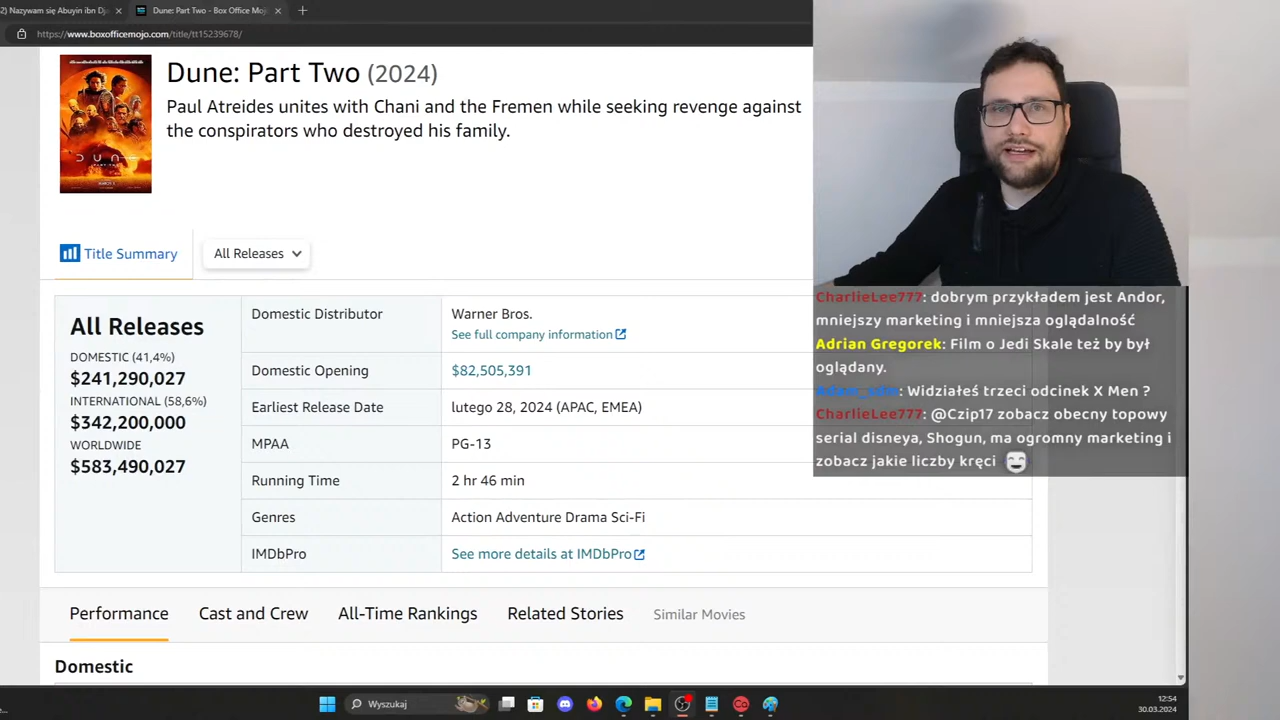 2) Nazywam się Abuyin ibn Dj
Dune: Part Two - Box Office Moj
https://www.boxofficemojo.com/title/tt15239678/
Dune: Part Two (2024)
Paul Atreides unites with Chani and the Fremen while seeking revenge against
the conspirators who destroyed his family.
DUNE
Title Summary
All Releases
All Releases
DOMESTIC (41,4%)
$241,290,027
INTERNATIONAL (58,6%)
$342,200,000
WORLDWIDE
$583,490,027
Domestic Distributor
Warner Bros.
See full company information
Domestic Opening
$82,505,391
Earliest Release Date
lutego 28, 2024 (APAC, EMEA)
MPAA
PG-13
Running Time
2 hr 46 min
Genres
Action Adventure Drama Sci-Fi
IMDbPro
See more details at IMDbPro
Performance
Cast and Crew
All-Time Rankings
Related Stories
Similar Movies
Domestic
CharlieLee777: dobrym przykładem jest Andor,
mniejszy marketing i mniejsza oglądalność
Adrian Gregorek: Film o Jedi Skale też by był
oglądany.
: Widziałeś trzeci odcinek X Men ?
CharlieLee777: @Czip17 zobacz obecny topowy
serial disneya, Shogun, ma ogromny marketing i
zobacz jakie liczby kręci
Wyszukaj
12:54
30.03.2024